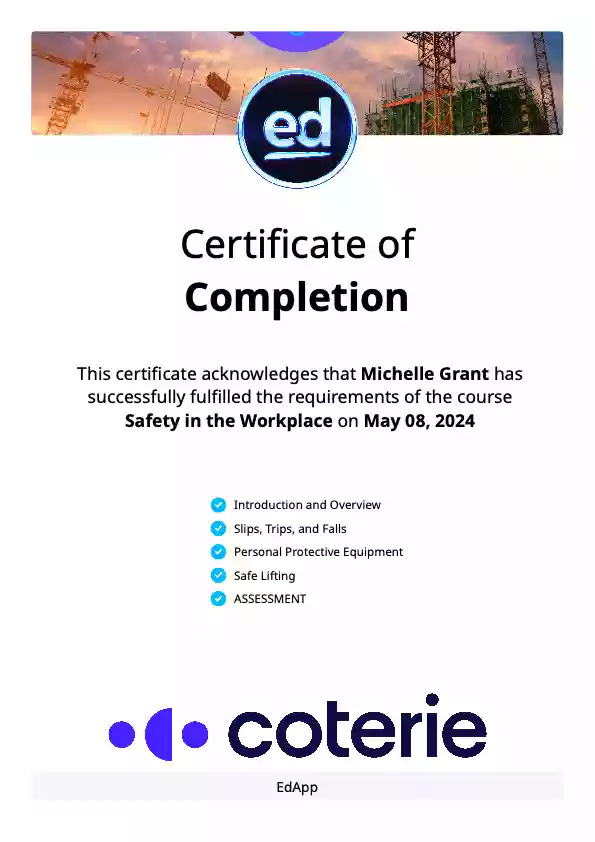 ed
Certificate of
Completion
This certificate acknowledges that Michelle Grant has
successfully fulfilled the requirements of the course
Safety in the Workplace on May 08, 2024
Introduction and Overview
Slips, Trips, and Falls
Personal Protective Equipment
Safe Lifting
ASSESSMENT
coterie
EdApp